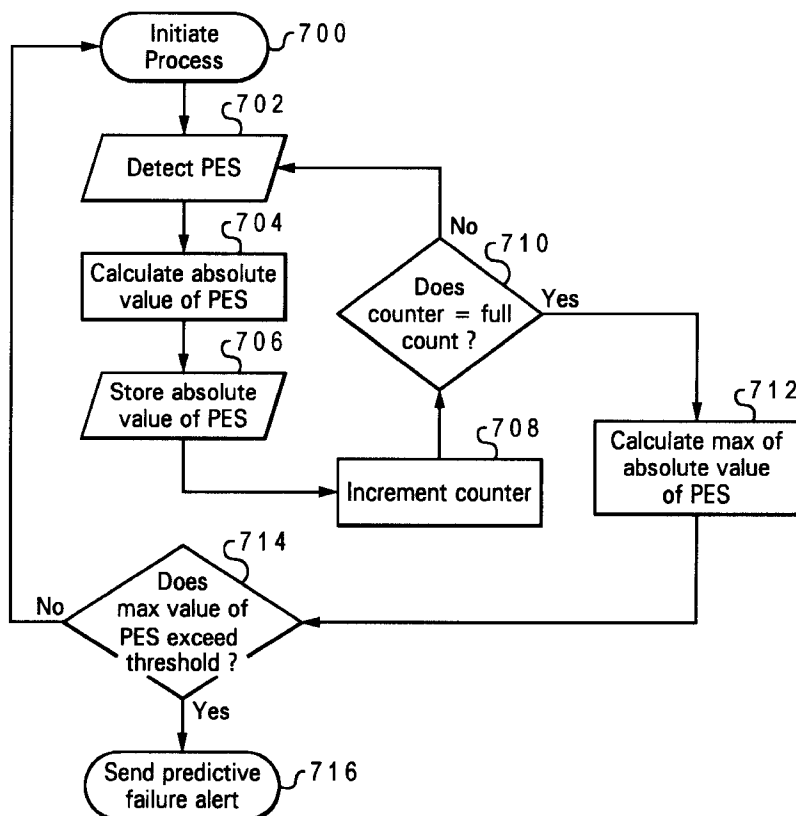 Initiate
Process
700
702
Detect PES
704
Calculate absolute
value of PES
706
Store absolute
value of PES
708
Increment counter
No
710
Does
counter = full
count ?
Yes
712
Calculate max of
absolute value
of PES
714
Does
max value of
PES exceed
threshold ?
No
Yes
Send predictive
failure alert
716